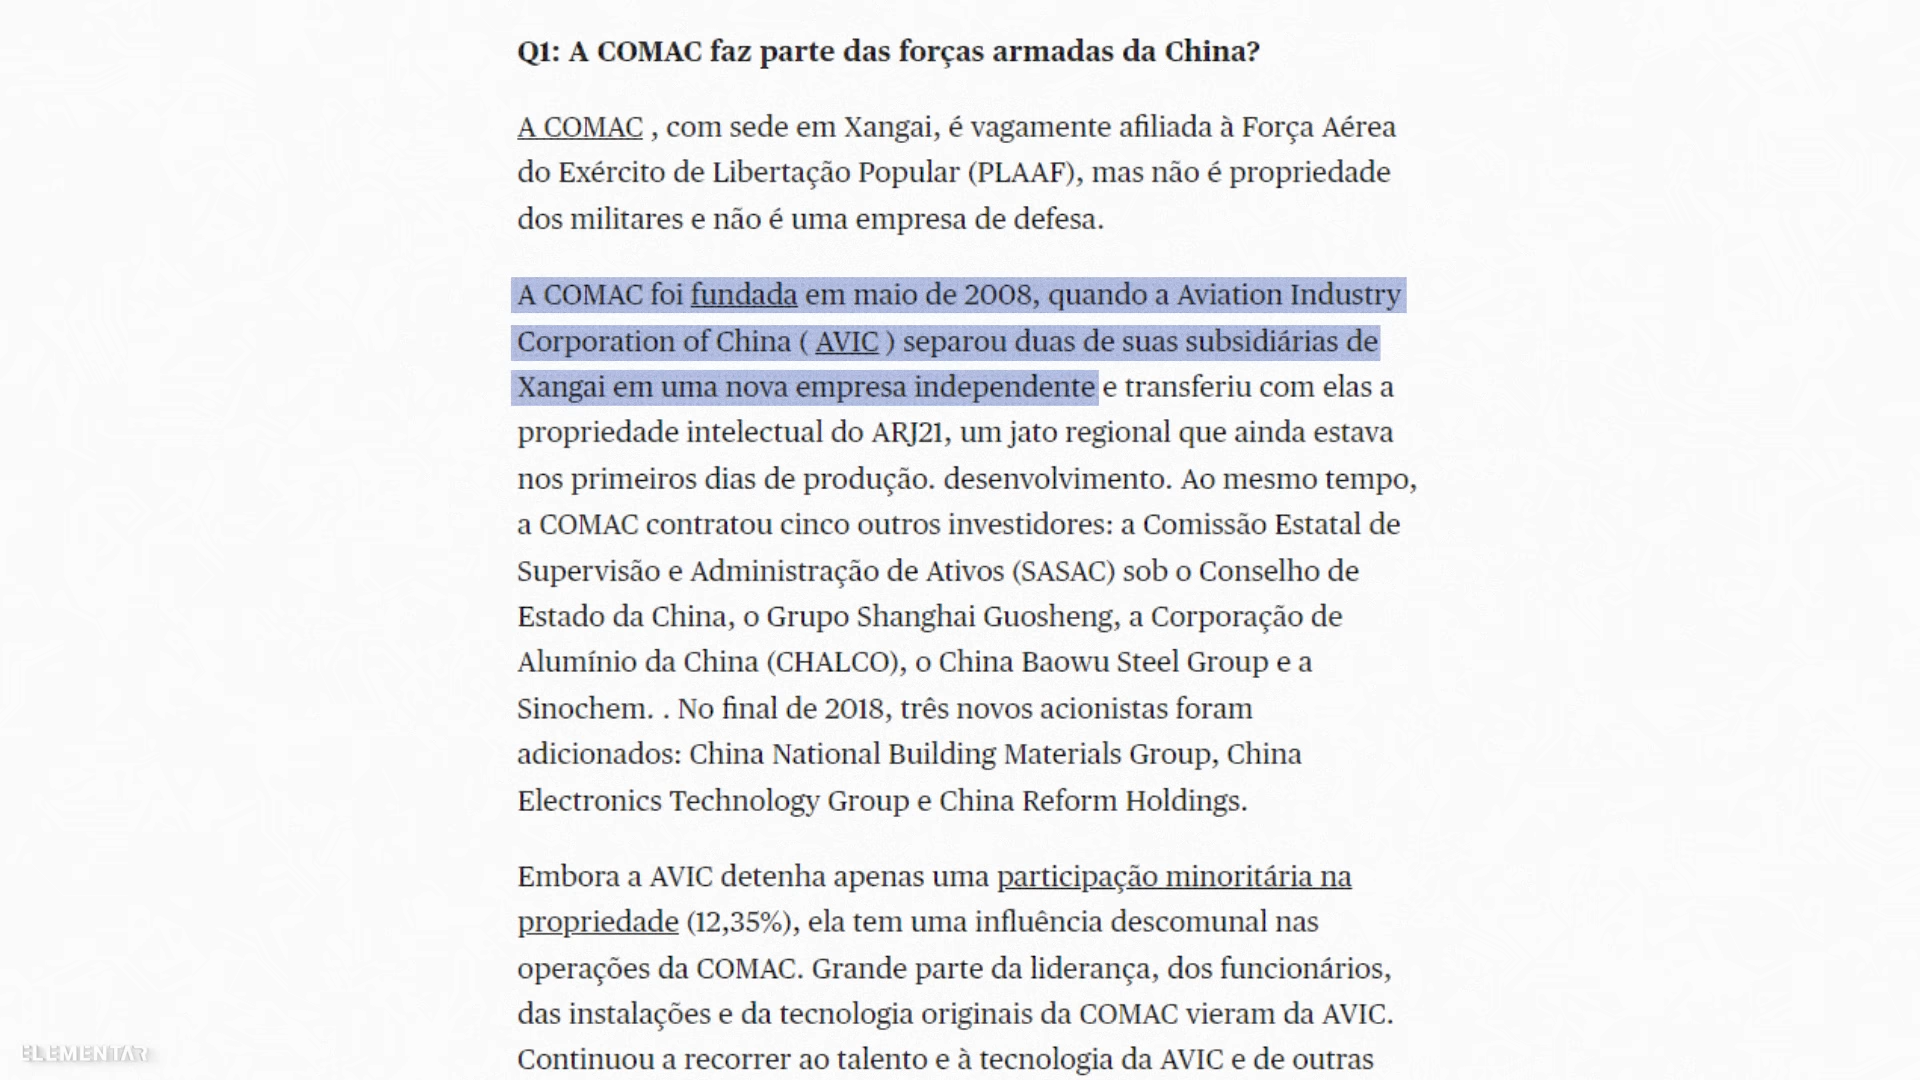 Q1: A COMAC faz parte das forças armadas da China?
A COMAC , com sede em Xangai, é vagamente afiliada à Força Aérea
do Exército de Libertação Popular (PLAAF), mas não é propriedade
dos militares e não é uma empresa de defesa.
A COMAC foi fundada em maio de 2008, quando a Aviation Industry
Corporation of China ( AVIC ) separou duas de suas subsidiárias de
Xangai em uma nova empresa independente e transferiu com elas a
propriedade intelectual do ARJ21, um jato regional que ainda estava
nos primeiros dias de produção. desenvolvimento. Ao mesmo tempo,
a COMAC contratou cinco outros investidores: a Comissão Estatal de
Supervisão e Administração de Ativos (SASAC) sob o Conselho de
Estado da China, o Grupo Shanghai Guosheng, a Corporação de
Alumínio da China (CHALCO), o China Baowu Steel Group e a
Sinochem. . No final de 2018, três novos acionistas foram
adicionados: China National Building Materials Group, China
Electronics Technology Group e China Reform Holdings.
Embora a AVIC detenha apenas uma participação minoritária na
propriedade (12,35%), ela tem uma influência descomunal nas
operações da COMAC. Grande parte da liderança, dos funcionários,
das instalações e da tecnologia originais da COMAC vieram da AVIC.
Continuou a recorrer ao talento e à tecnologia da AVIC e de outras
ELEMENTAR